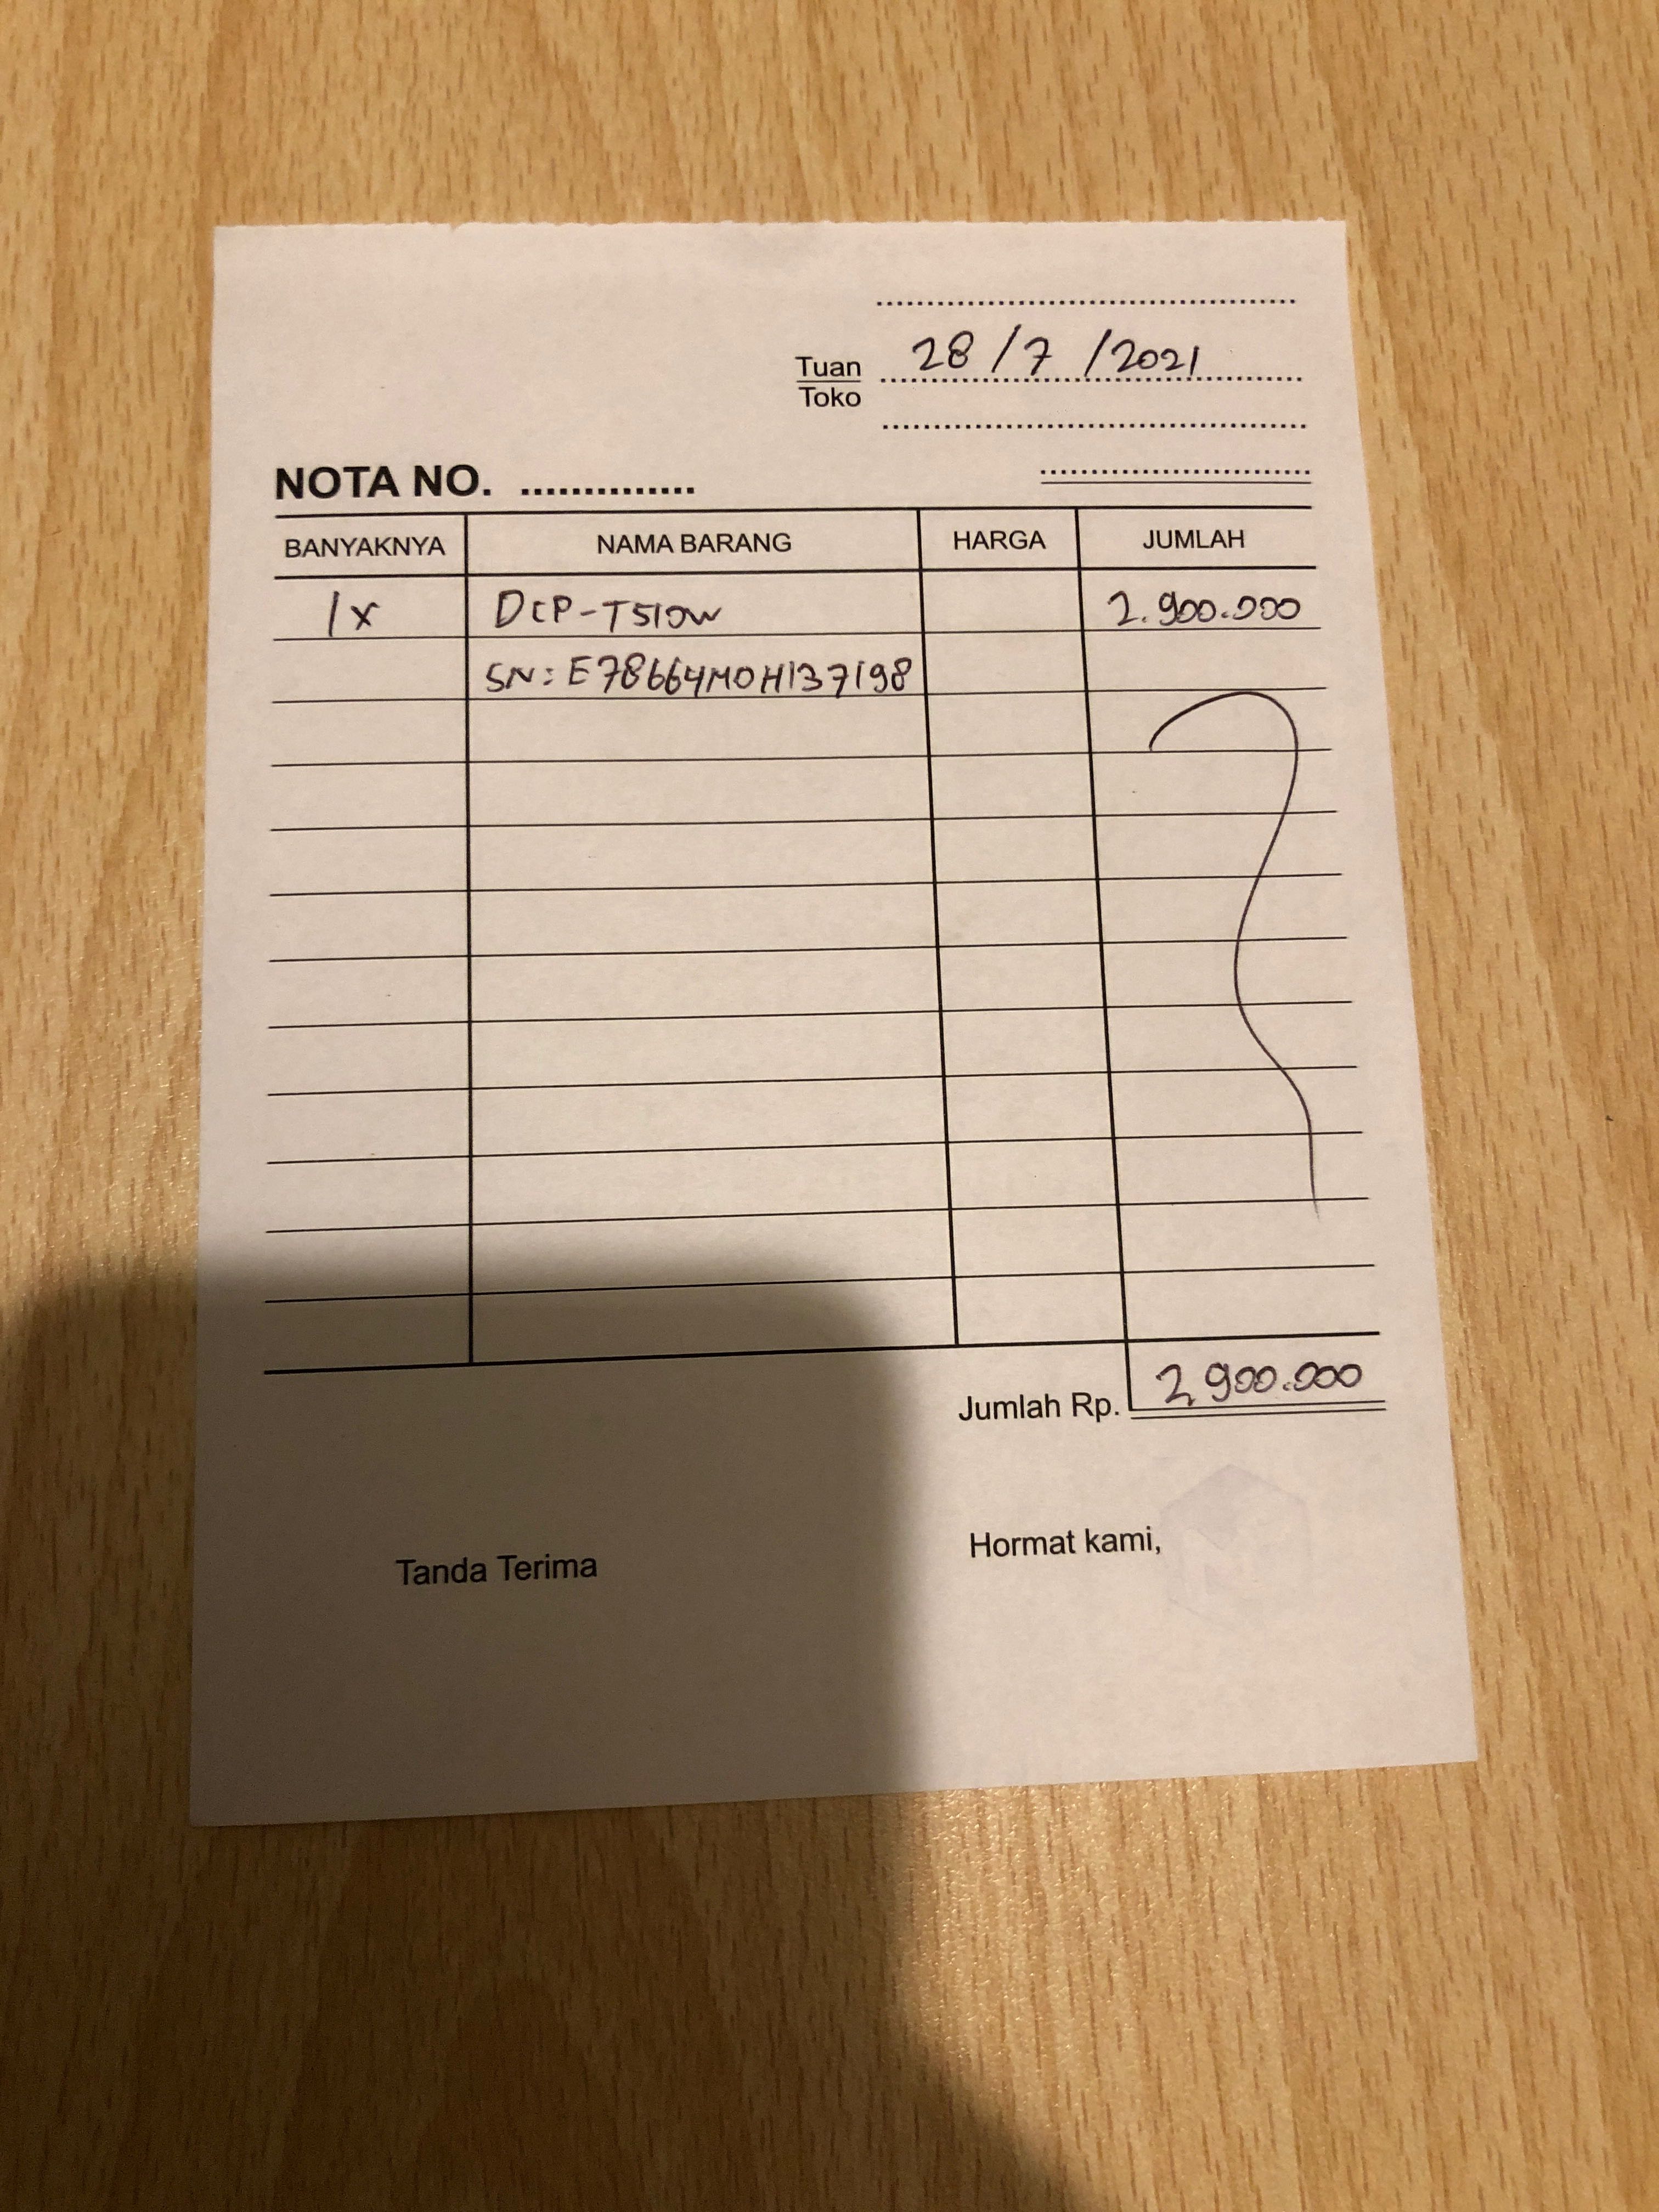 Tuan 28/7/2021
Toko
NOTA NO. ..............
BANYAKNYA NAMA BARANG HARGA JUMLAH
1x DCP-T510W 2.900.000
SN: E78664M0H137198
Jumlah Rp. 2.900.000
Tanda Terima Hormat kami,